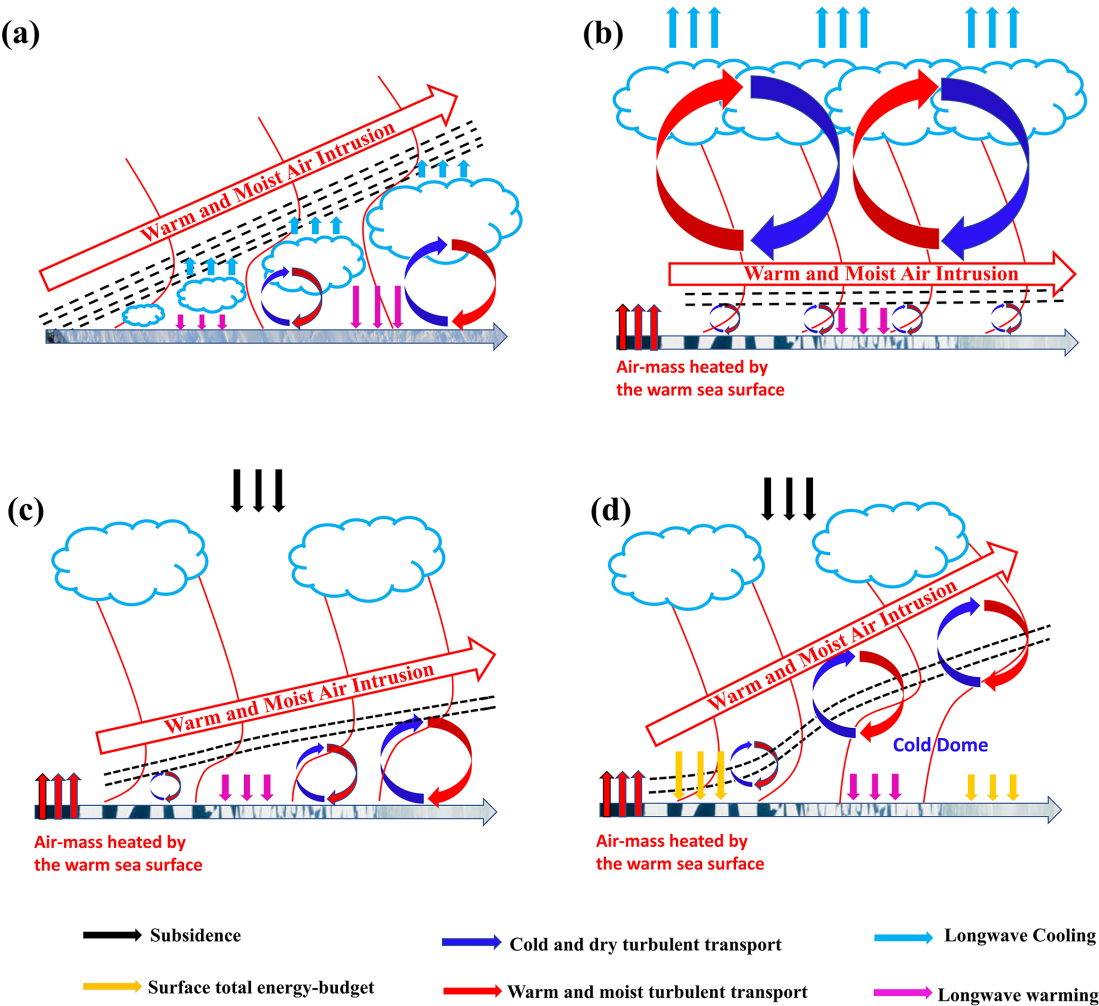 (a)
Warm and Moist Air Intrusion
(b)
Warm and Moist Air Intrusion
Air-mass heated by
the warm sea surface
(c)
Warm and Moist Air Intrusion
Air-mass heated by
the warm sea surface
(d)
Warm and Moist Air Intrusion
Cold Dome
Air-mass heated by
the warm sea surface
Subsidence
Cold and dry turbulent transport
Longwave Cooling
Surface total energy-budget
Warm and moist turbulent transport
Longwave warming